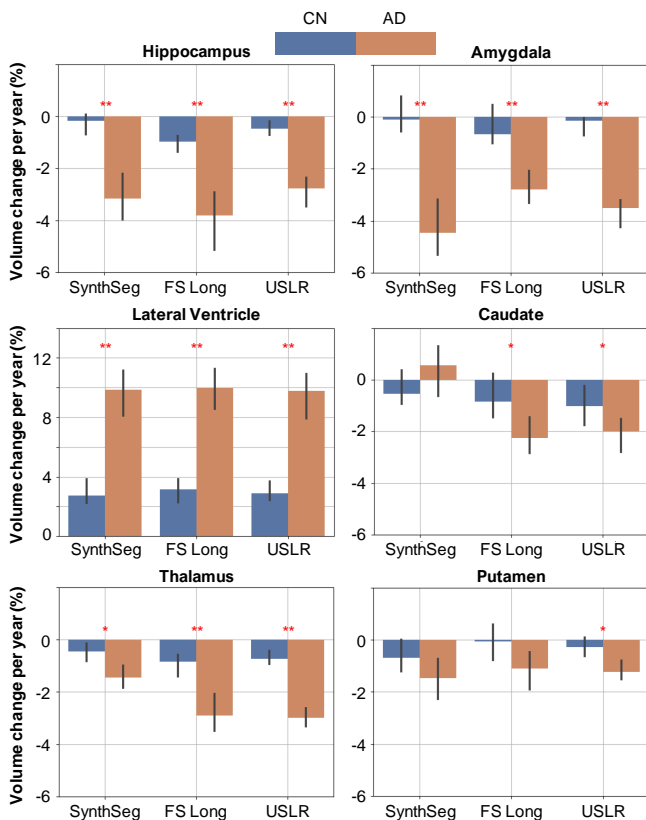 CN AD
Hippocampus Amygdala
Volume change per year (%)
0
-2
-4
-6
** ** **
SynthSeg FS Long USLR
0
-2
-4
-6
** ** **
SynthSeg FS Long USLR
Lateral Ventricle Caudate
Volume change per year (%)
12
8
4
0
** ** **
SynthSeg FS Long USLR
0
-2
-4
-6
* *
SynthSeg FS Long USLR
Thalamus Putamen
Volume change per year (%)
0
-2
-4
-6
* ** **
SynthSeg FS Long USLR
0
-2
-4
-6
*
SynthSeg FS Long USLR